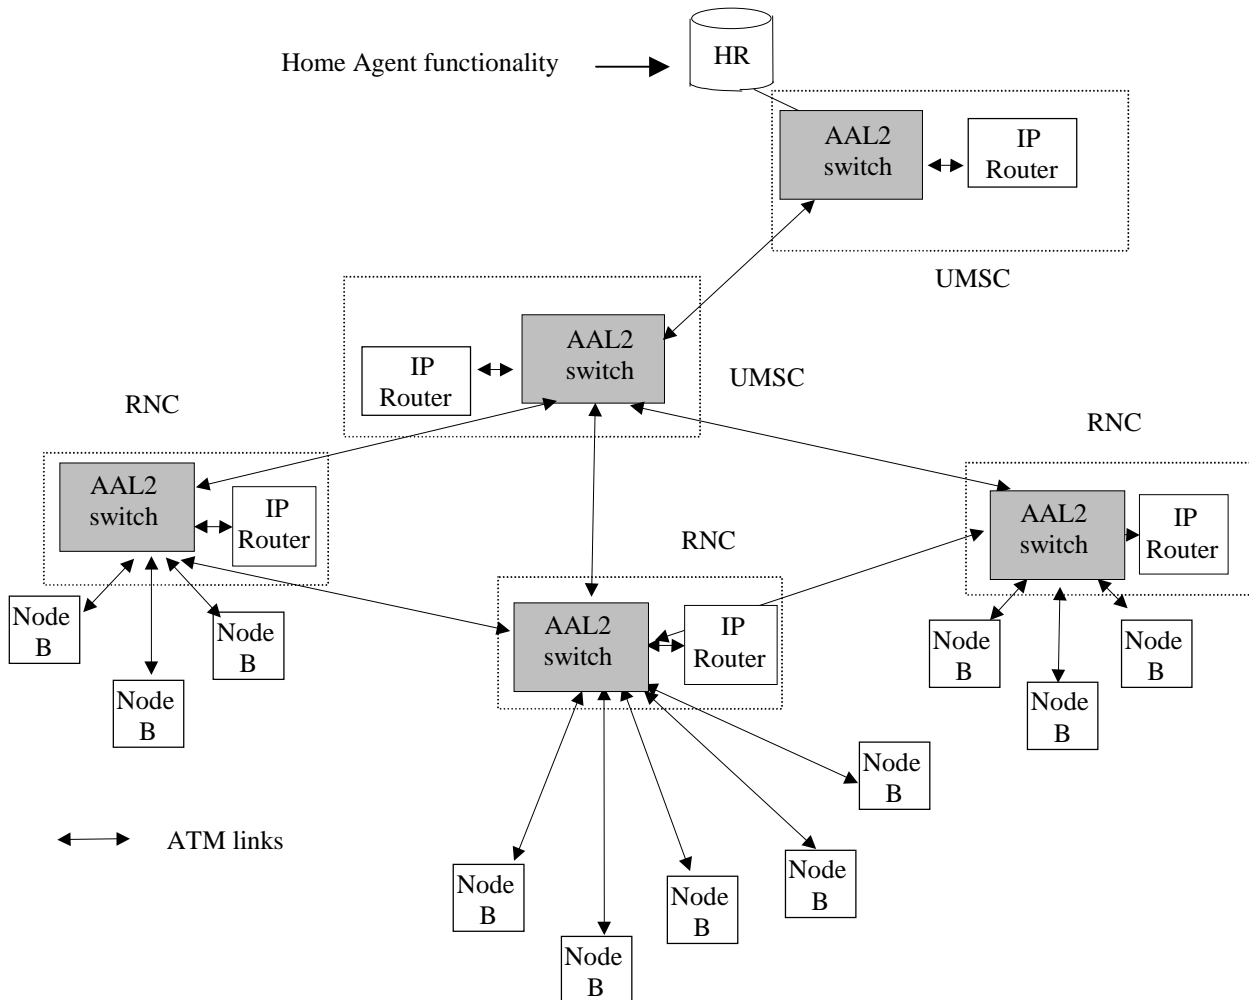 HR
Home Agent functionality
AAL2
switch
IP
Router
UMSC
AAL2
switch
IP
Router
UMSC
RNC
RNC
AAL2
switch
IP
Router
RNC
AAL2
switch
IP
Router
AAL2
switch
IP
Router
Node
B
Node
B
Node
B
Node
B
Node
B
Node
B
Node
B
ATM links
Node
B
Node
B
Node
B
Node
B